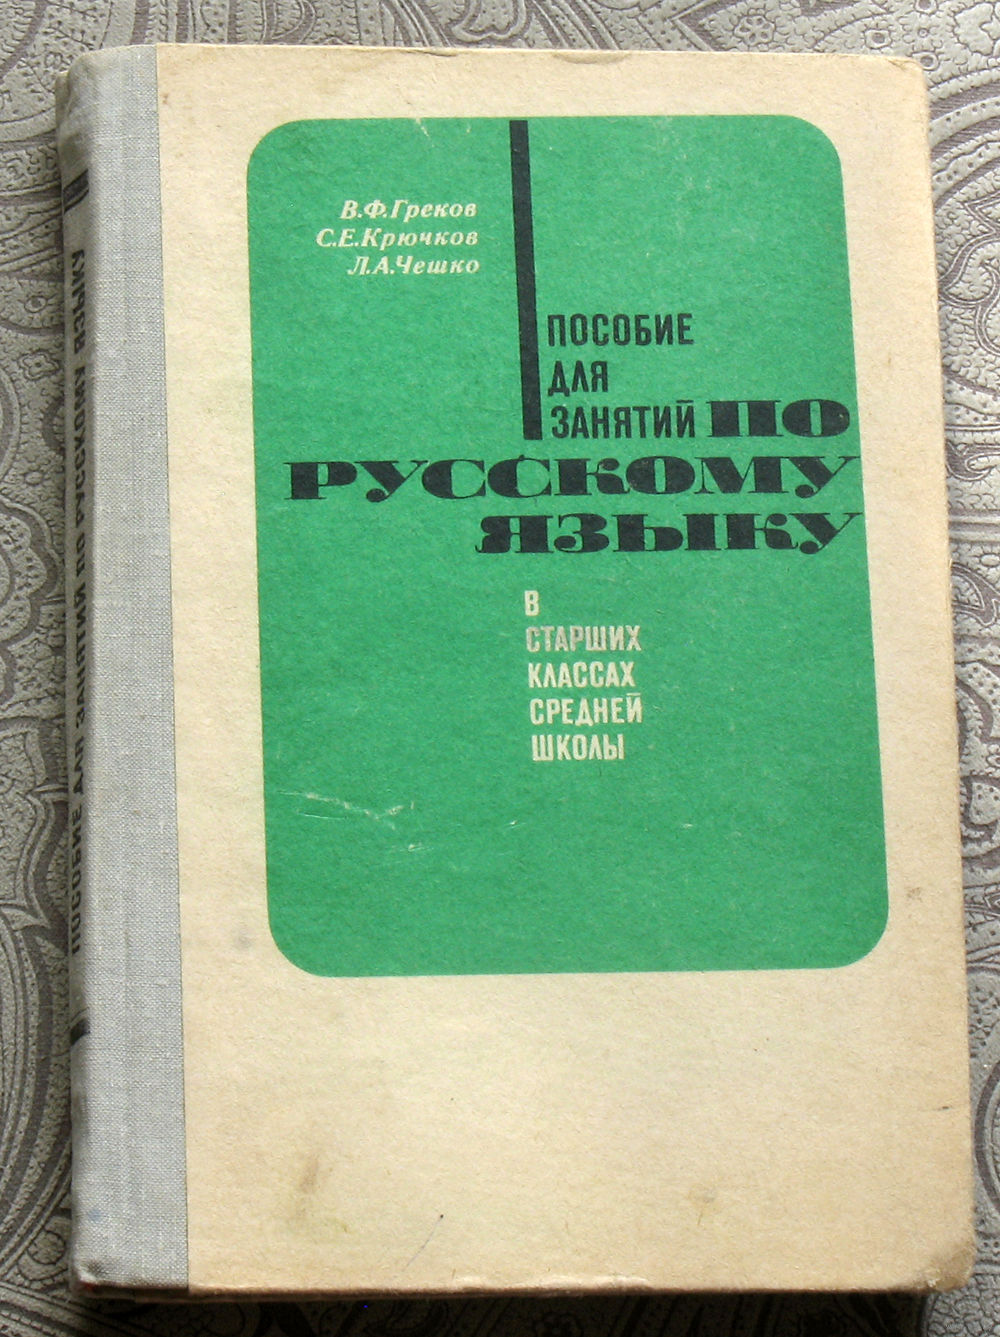 В.Ф.Греков
С.Е.Крючков
Л.А.Чешко
ПОСОБИЕ
ДЛЯ
ЗАНЯТИЙ ПО
РУССКОМУ
ЯЗЫКУ
В
СТАРШИХ
КЛАССАХ
СРЕДНЕЙ
ШКОЛЫ
ПОСОБИЕ ДЛЯ ЗАНЯТИЙ ПО РУССКОМУ ЯЗЫКУ